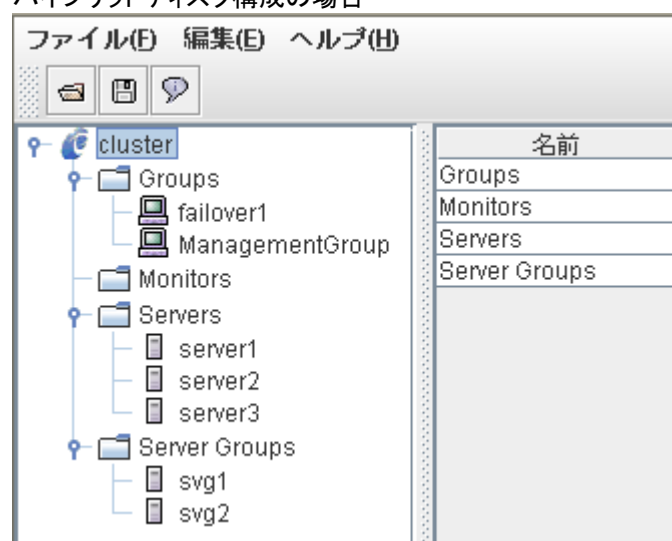 ハイブリッドディスク構成の場合
ファイル(F) 編集(E) ヘルプ(H)
cluster
Groups
failover1
ManagementGroup
Monitors
Servers
server1
server2
server3
Server Groups
svg1
svg2
名前
Groups
Monitors
Servers
Server Groups